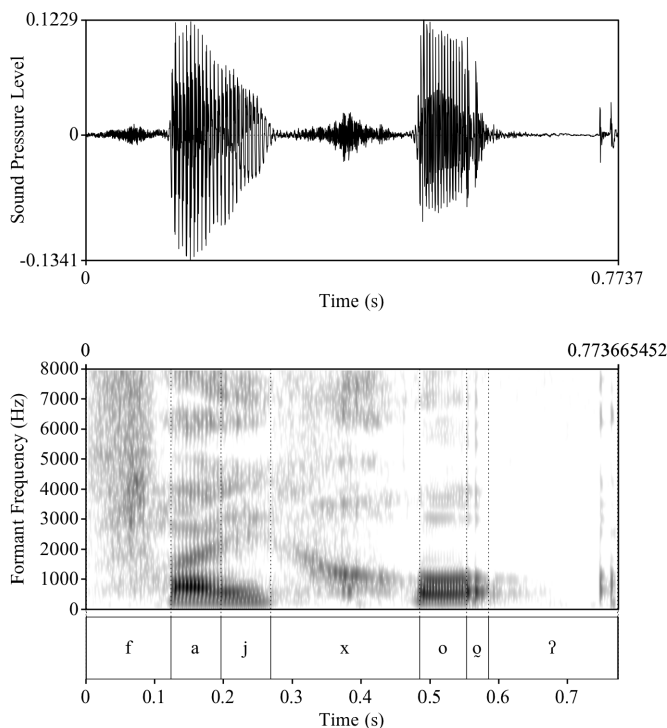 0.1229
Sound Pressure Level
0
-0.1341
0 0.7737
Time (s)
0 0.773665452
Formant Frequency (Hz)
8000
7000
6000
5000
4000
3000
2000
1000
0
f a j x o o̰ ʔ
0 0.1 0.2 0.3 0.4 0.5 0.6 0.7
Time (s)